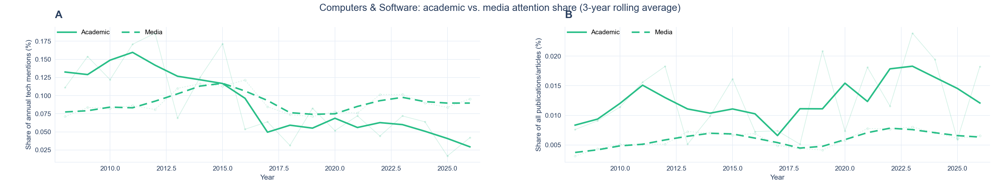 Computers & Software: academic vs. media attention share (3-year rolling average)
A
Academic
Media
Share of annual tech mentions (%)
0.175
0.150
0.125
0.100
0.075
0.050
0.025
2010.0
2012.5
2015.0
2017.5
2020.0
2022.5
2025.0
Year
B
Academic
Media
Share of all publications/articles (%)
0.020
0.015
0.010
0.005
2010.0
2012.5
2015.0
2017.5
2020.0
2022.5
2025.0
Year